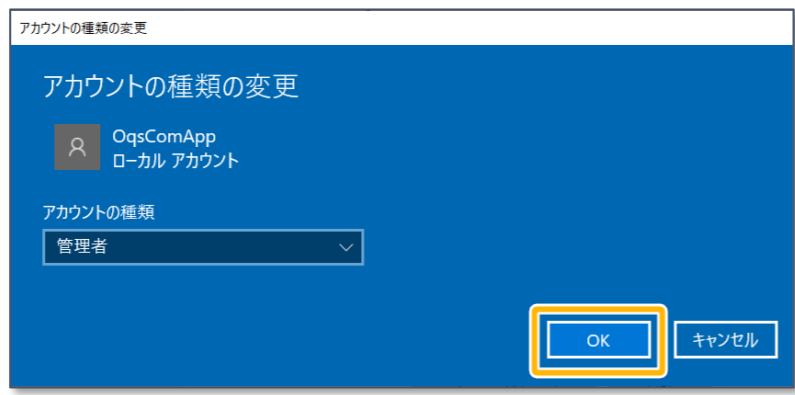 アカウントの種類の変更
アカウントの種類の変更
OqsComApp
ローカル アカウント
アカウントの種類
管理者
OK
キャンセル